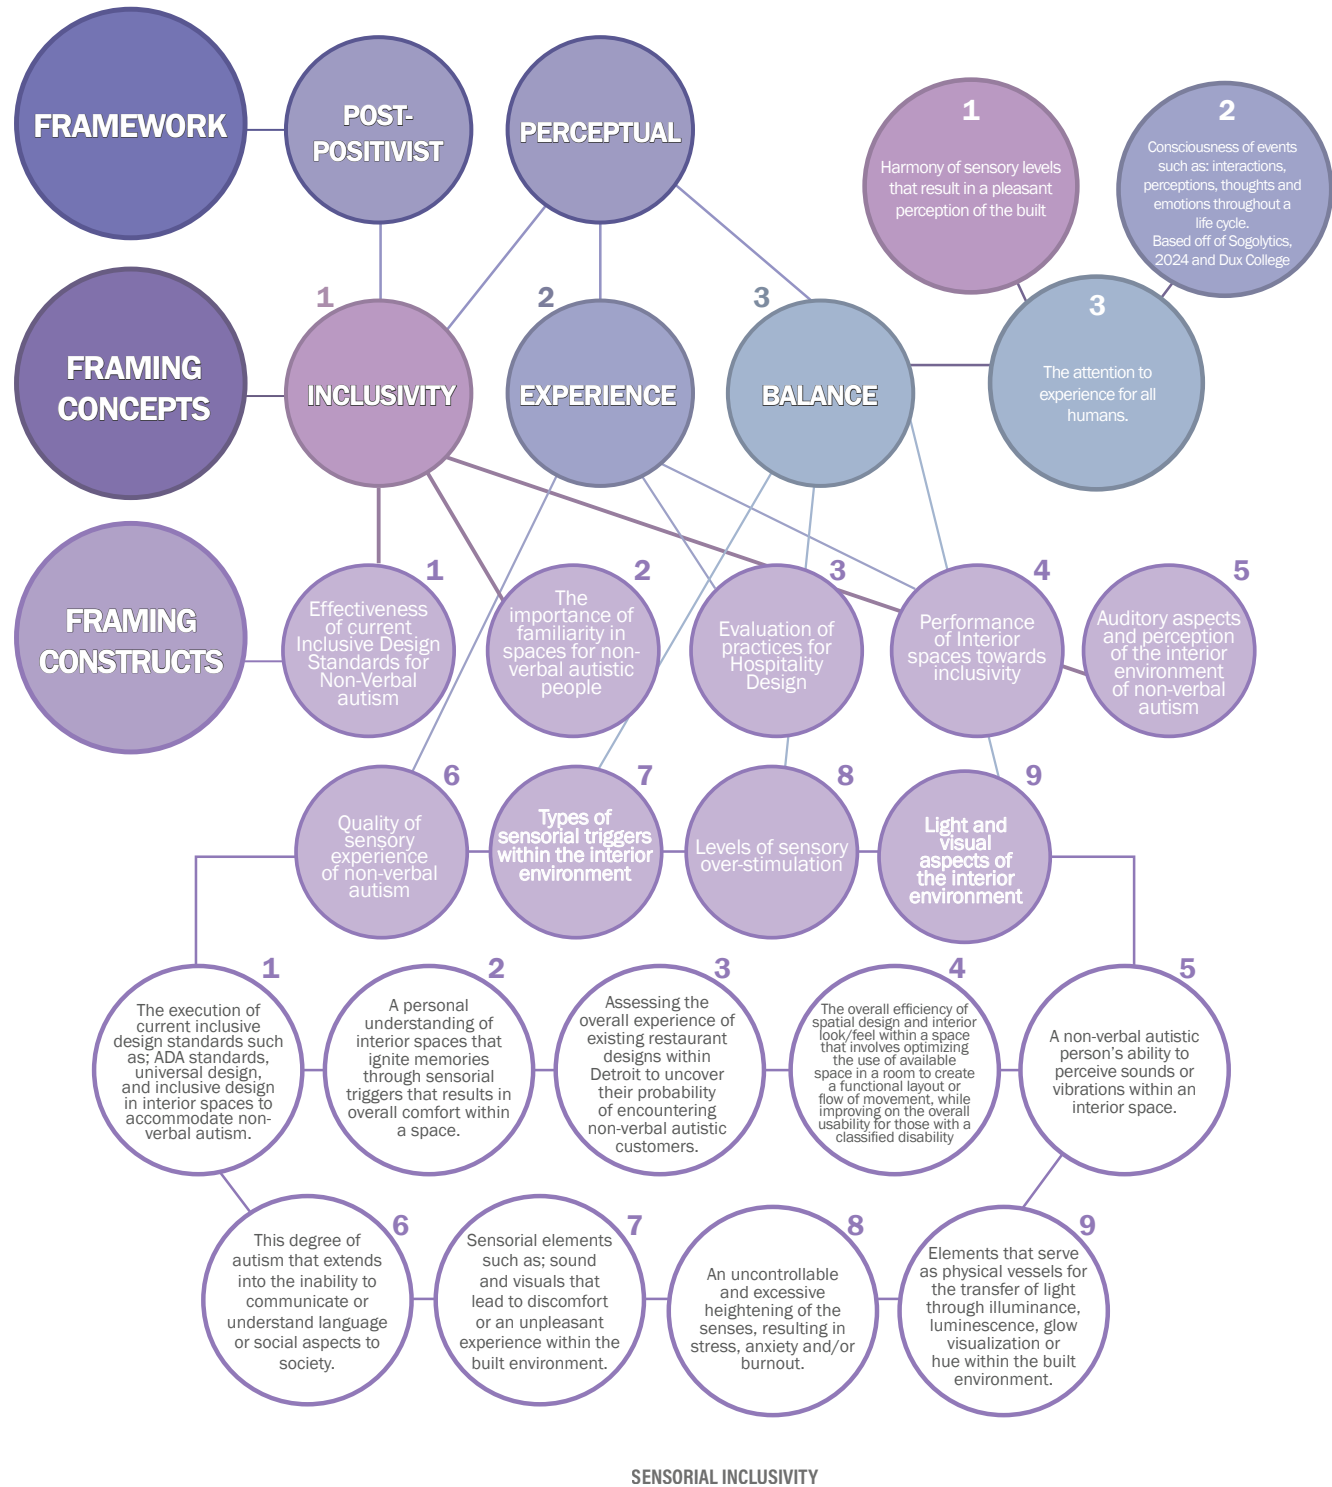 FRAMEWORK
POST-
POSITIVIST
PERCEPTUAL
1
Harmony of sensory levels
that result in a pleasant
perception of the built
2
Consciousness of events
such as: interactions,
perceptions, thoughts and
emotions throughout a
life cycle.
Based off of Sogolytics,
2024 and Dux College
3
The attention to
experience for all
humans.
FRAMING
CONCEPTS
1
INCLUSIVITY
2
EXPERIENCE
3
BALANCE
FRAMING
CONSTRUCTS
1
Effectiveness
of current
Inclusive Design
Standards for
Non-Verbal
autism
2
The
importance of
familiarity in
spaces for non-
verbal autistic
people
3
Evaluation of
practices for
Hospitality
Design
4
Performance
of Interior
spaces towards
inclusivity
5
Auditory aspects
and perception
of the interior
environment
of non-verbal
autism
6
Quality of
sensory
experience
of non-verbal
autism
7
Types of
sensorial triggers
within the interior
environment
8
Levels of sensory
over-stimulation
9
Light and
visual
aspects of
the interior
environment
1
The execution of
current inclusive
design standards such
as; ADA standards,
universal design,
and inclusive design
in interior spaces to
accommodate non-
verbal autism.
2
A personal
understanding of
interior spaces that
ignite memories
through sensorial
triggers that results in
overall comfort within
a space.
3
Assessing the
overall experience of
existing restaurant
designs within
Detroit to uncover
their probability
of encountering
non-verbal autistic
customers.
4
The overall efficiency of
spatial design and interior
look/feel within a space
that involves optimizing
the use of available
space in a room to create
a functional layout or
flow of movement, while
improving on the overall
usability for those with a
classified disability
5
A non-verbal autistic
person's ability to
perceive sounds or
vibrations within an
interior space.
6
This degree of
autism that extends
into the inability to
communicate or
understand language
or social aspects to
society.
7
Sensorial elements
such as; sound
and visuals that
lead to discomfort
or an unpleasant
experience within the
built environment.
8
An uncontrollable
and excessive
heightening of the
senses, resulting in
stress, anxiety and/or
burnout.
9
Elements that serve
as physical vessels for
the transfer of light
through illuminance,
luminescence, glow
visualization or
hue within the built
environment.
SENSORIAL INCLUSIVITY